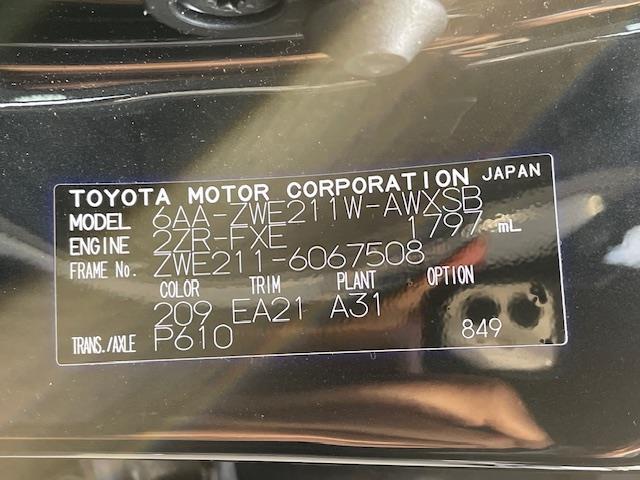 TOYOTA MOTOR CORPORATION JAPAN
MODEL 6AA-ZWE211W-AWXSB
ENGINE 2ZR-FXE 1797 mL
FRAME No. ZWE211-6067508
COLOR TRIM PLANT OPTION
209 EA21 A31
TRANS./AXLE P610 849